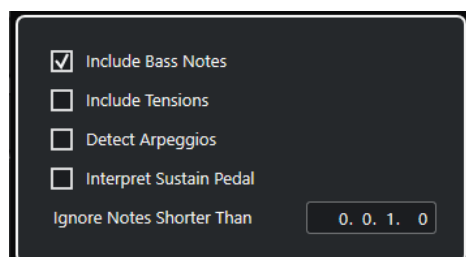 Include Bass Notes
Include Tensions
Detect Arpeggios
Interpret Sustain Pedal
Ignore Notes Shorter Than 0. 0. 1. 0